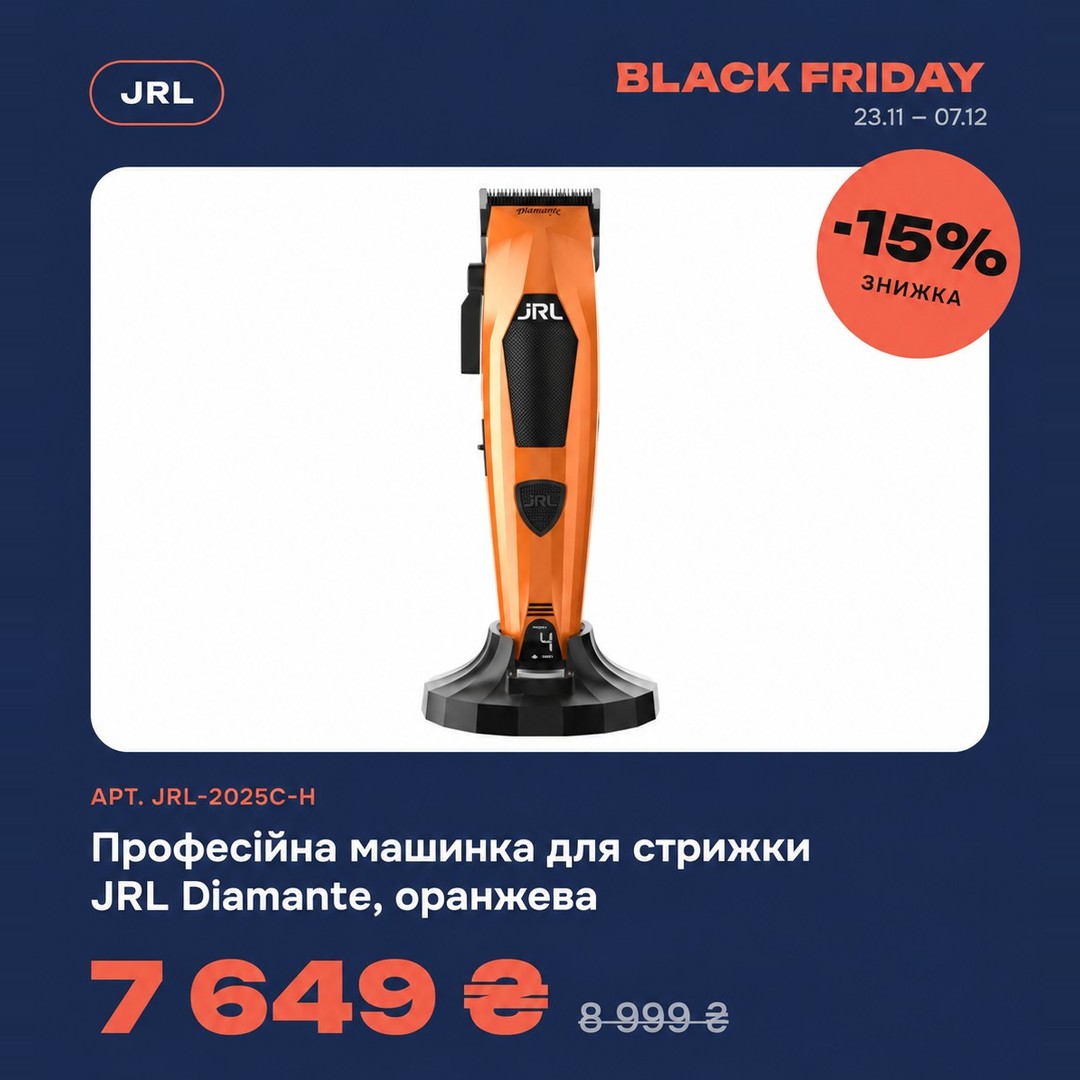 JRL
BLACK FRIDAY
23.11 – 07.12
-15%
ЗНИЖКА
Diamante
JRL
JRL
4
АРТ. JRL-2025C-H
Професійна машинка для стрижки
JRL Diamante, оранжева
7 649 ₴
8 999 ₴